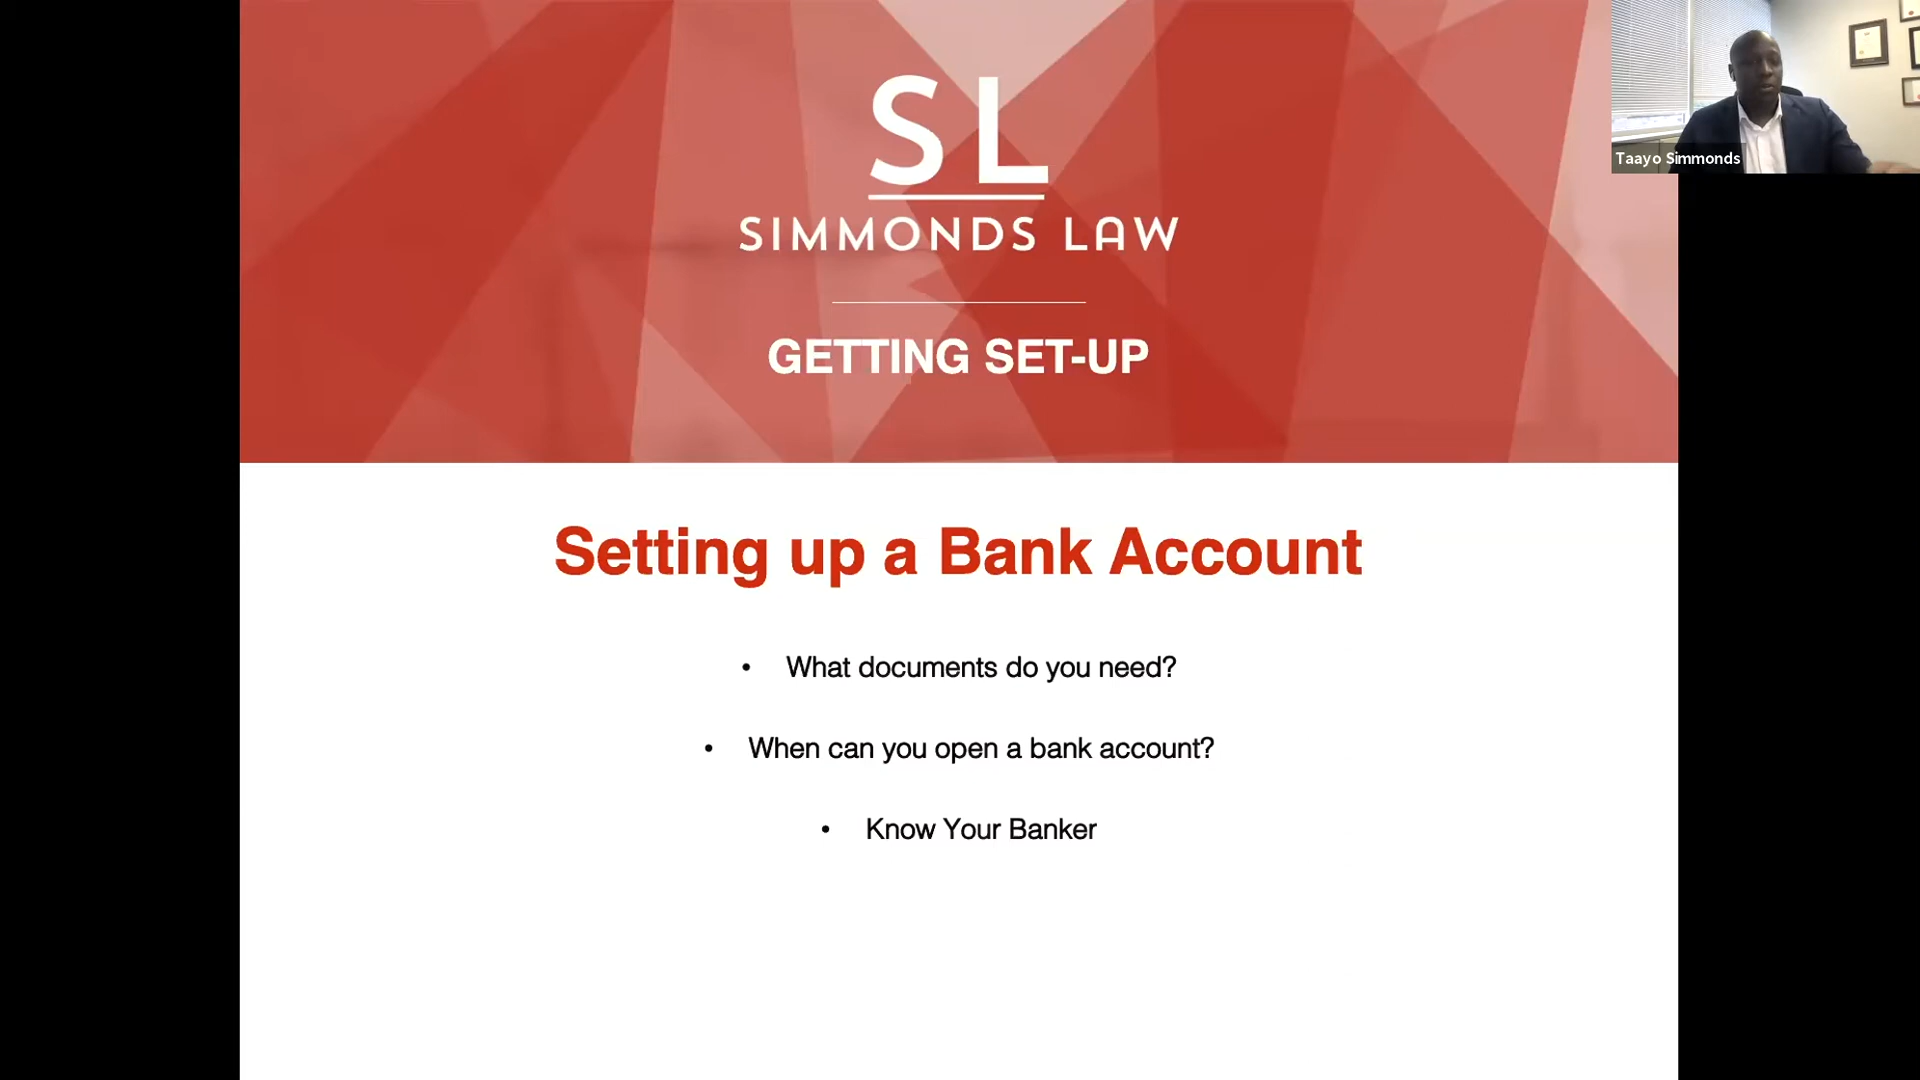 SL
SIMMONDS LAW
GETTING SET-UP
Taayo Simmonds
Setting up a Bank Account
• What documents do you need?
• When can you open a bank account?
• Know Your Banker